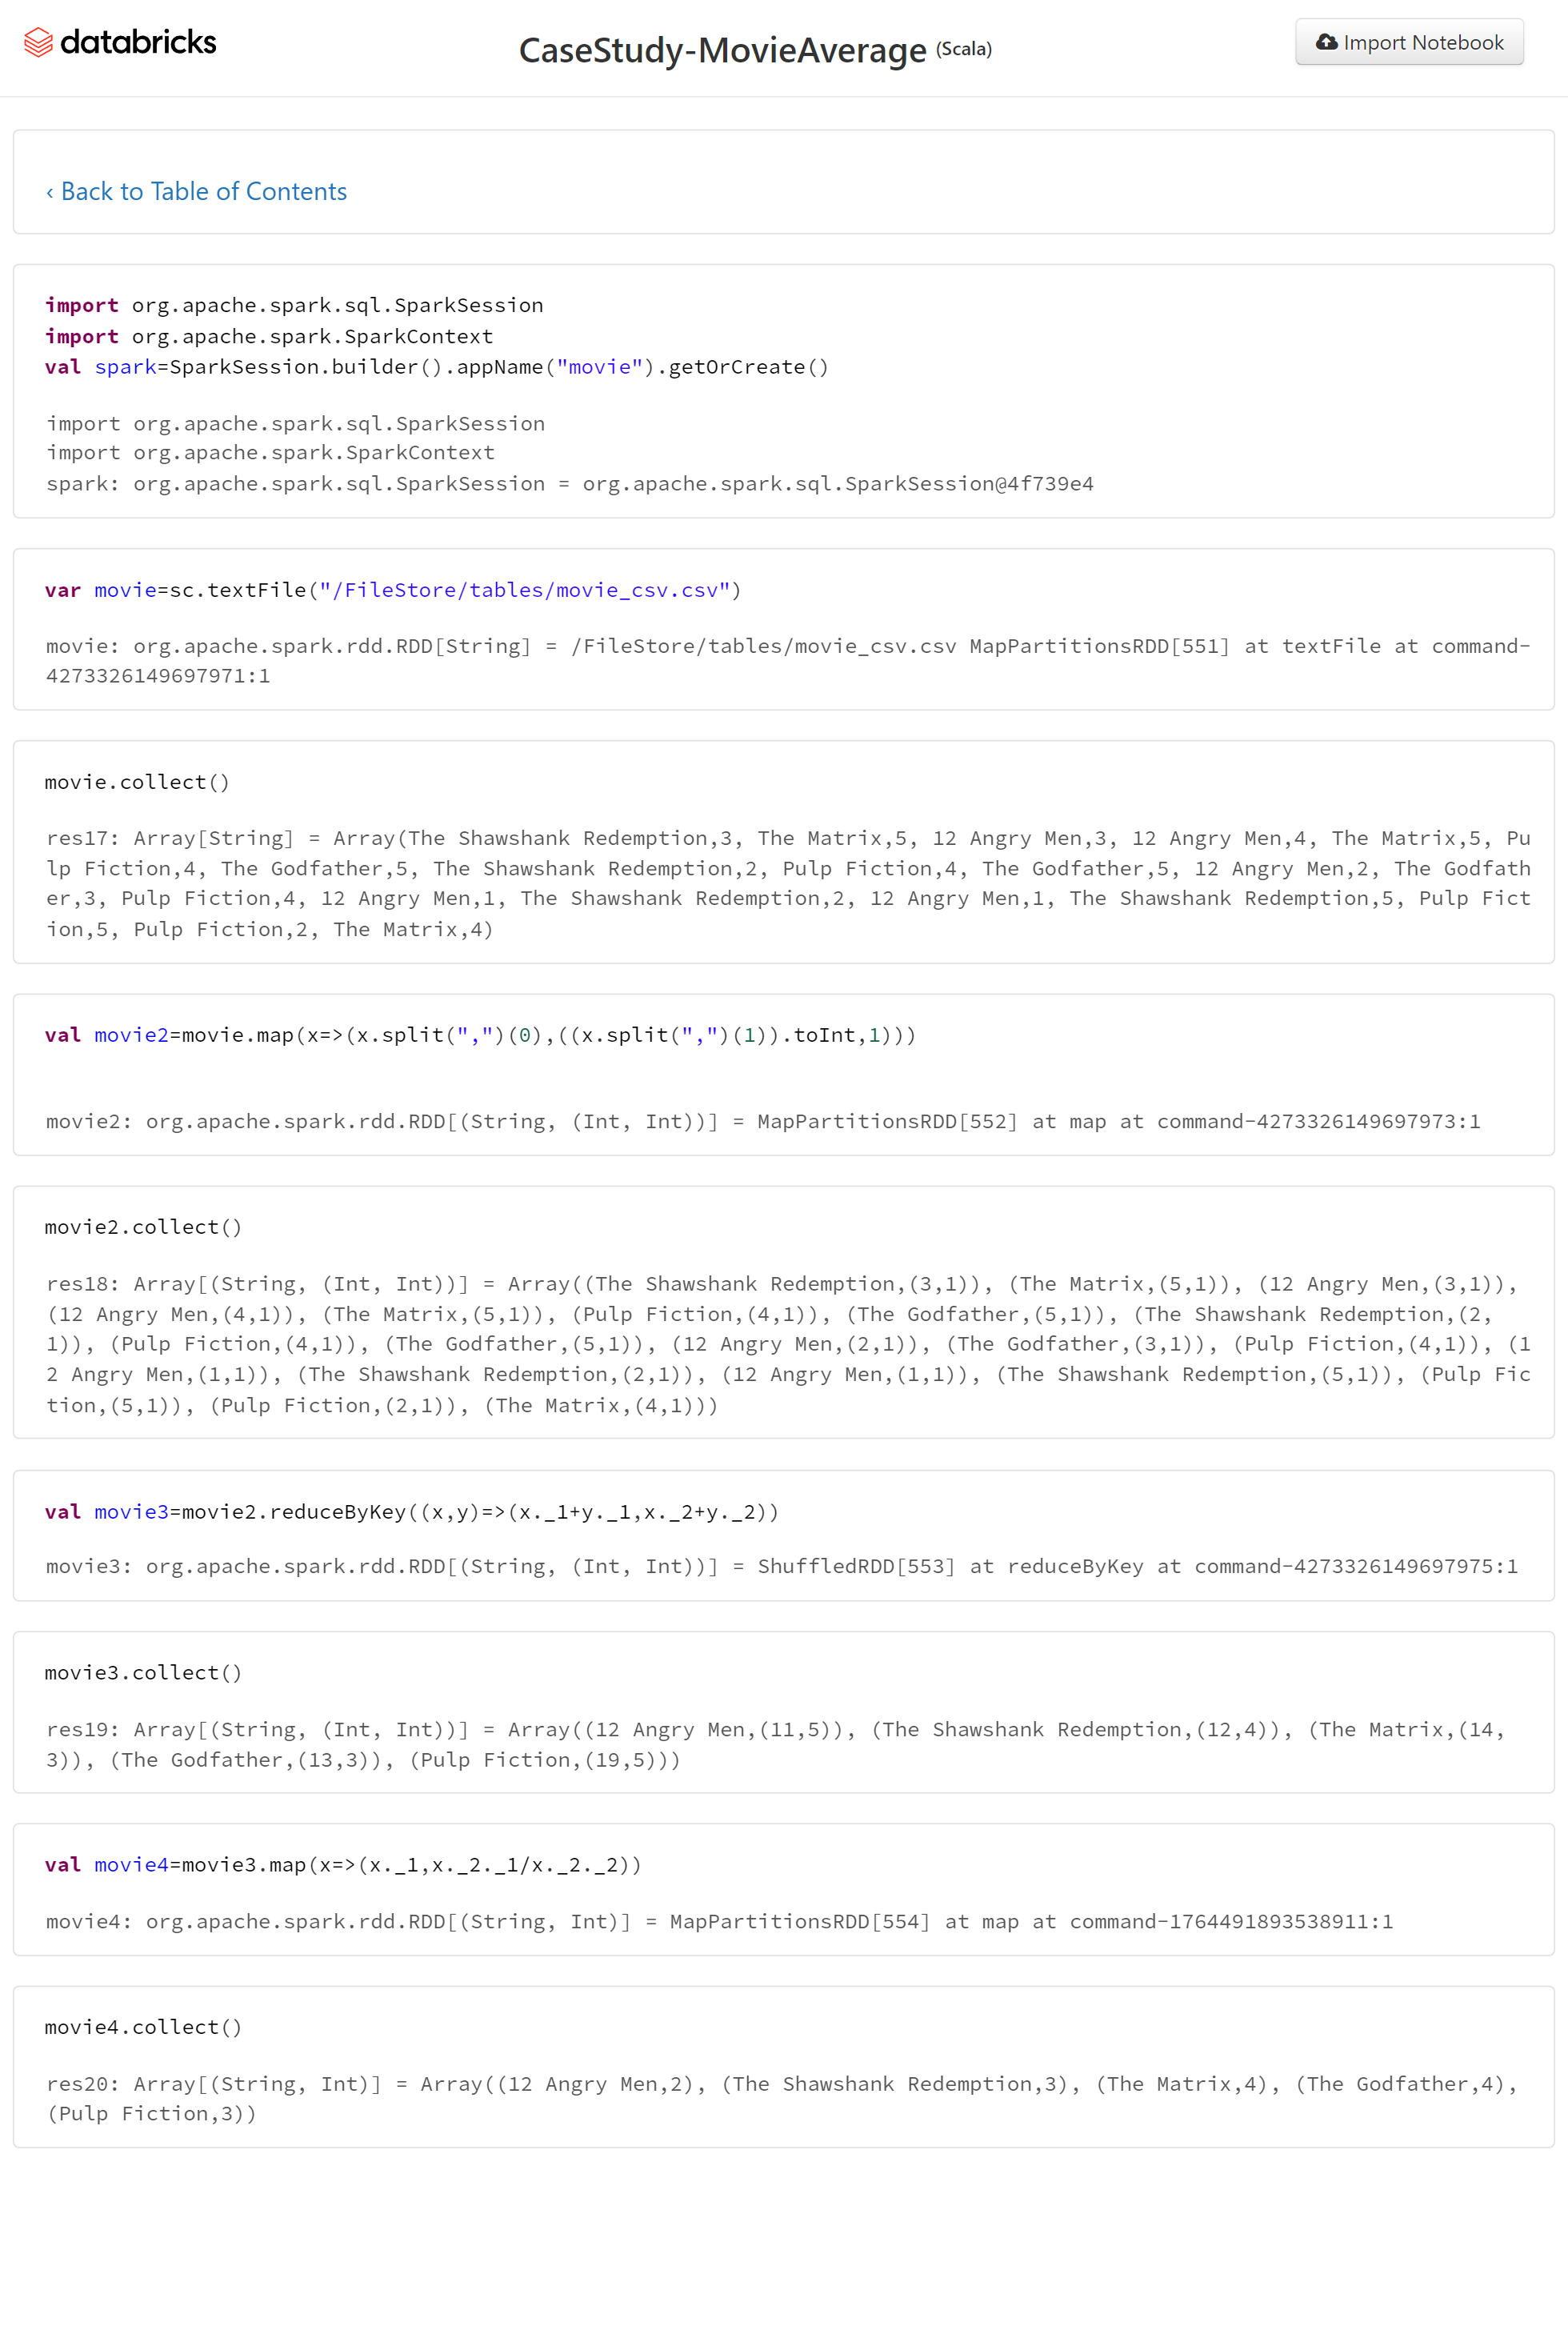 databricks
CaseStudy-MovieAverage (Scala)
Import Notebook
‹ Back to Table of Contents
import org.apache.spark.sql.SparkSession
import org.apache.spark.SparkContext
val spark=SparkSession.builder().appName("movie").getOrCreate()
import org.apache.spark.sql.SparkSession
import org.apache.spark.SparkContext
spark: org.apache.spark.sql.SparkSession = org.apache.spark.sql.SparkSession@4f739e4
var movie=sc.textFile("/FileStore/tables/movie_csv.csv")
movie: org.apache.spark.rdd.RDD[String] = /FileStore/tables/movie_csv.csv MapPartitionsRDD[551] at textFile at command-
4273326149697971:1
movie.collect()
res17: Array[String] = Array(The Shawshank Redemption,3, The Matrix,5, 12 Angry Men,3, 12 Angry Men,4, The Matrix,5, Pu
lp Fiction,4, The Godfather,5, The Shawshank Redemption,2, Pulp Fiction,4, The Godfather,5, 12 Angry Men,2, The Godfath
er,3, Pulp Fiction,4, 12 Angry Men,1, The Shawshank Redemption,2, 12 Angry Men,1, The Shawshank Redemption,5, Pulp Fict
ion,5, Pulp Fiction,2, The Matrix,4)
val movie2=movie.map(x=>(x.split(",")(0),((x.split(",")(1)).toInt,1)))
movie2: org.apache.spark.rdd.RDD[(String, (Int, Int))] = MapPartitionsRDD[552] at map at command-4273326149697973:1
movie2.collect()
res18: Array[(String, (Int, Int))] = Array((The Shawshank Redemption,(3,1)), (The Matrix,(5,1)), (12 Angry Men,(3,1)),
(12 Angry Men,(4,1)), (The Matrix,(5,1)), (Pulp Fiction,(4,1)), (The Godfather,(5,1)), (The Shawshank Redemption,(2,
1)), (Pulp Fiction,(4,1)), (The Godfather,(5,1)), (12 Angry Men,(2,1)), (The Godfather,(3,1)), (Pulp Fiction,(4,1)), (1
2 Angry Men,(1,1)), (The Shawshank Redemption,(2,1)), (12 Angry Men,(1,1)), (The Shawshank Redemption,(5,1)), (Pulp Fic
tion,(5,1)), (Pulp Fiction,(2,1)), (The Matrix,(4,1)))
val movie3=movie2.reduceByKey((x,y)=>(x._1+y._1,x._2+y._2))
movie3: org.apache.spark.rdd.RDD[(String, (Int, Int))] = ShuffledRDD[553] at reduceByKey at command-4273326149697975:1
movie3.collect()
res19: Array[(String, (Int, Int))] = Array((12 Angry Men,(11,5)), (The Shawshank Redemption,(12,4)), (The Matrix,(14,
3)), (The Godfather,(13,3)), (Pulp Fiction,(19,5)))
val movie4=movie3.map(x=>(x._1,x._2._1/x._2._2))
movie4: org.apache.spark.rdd.RDD[(String, Int)] = MapPartitionsRDD[554] at map at command-1764491893538911:1
movie4.collect()
res20: Array[(String, Int)] = Array((12 Angry Men,2), (The Shawshank Redemption,3), (The Matrix,4), (The Godfather,4),
(Pulp Fiction,3))